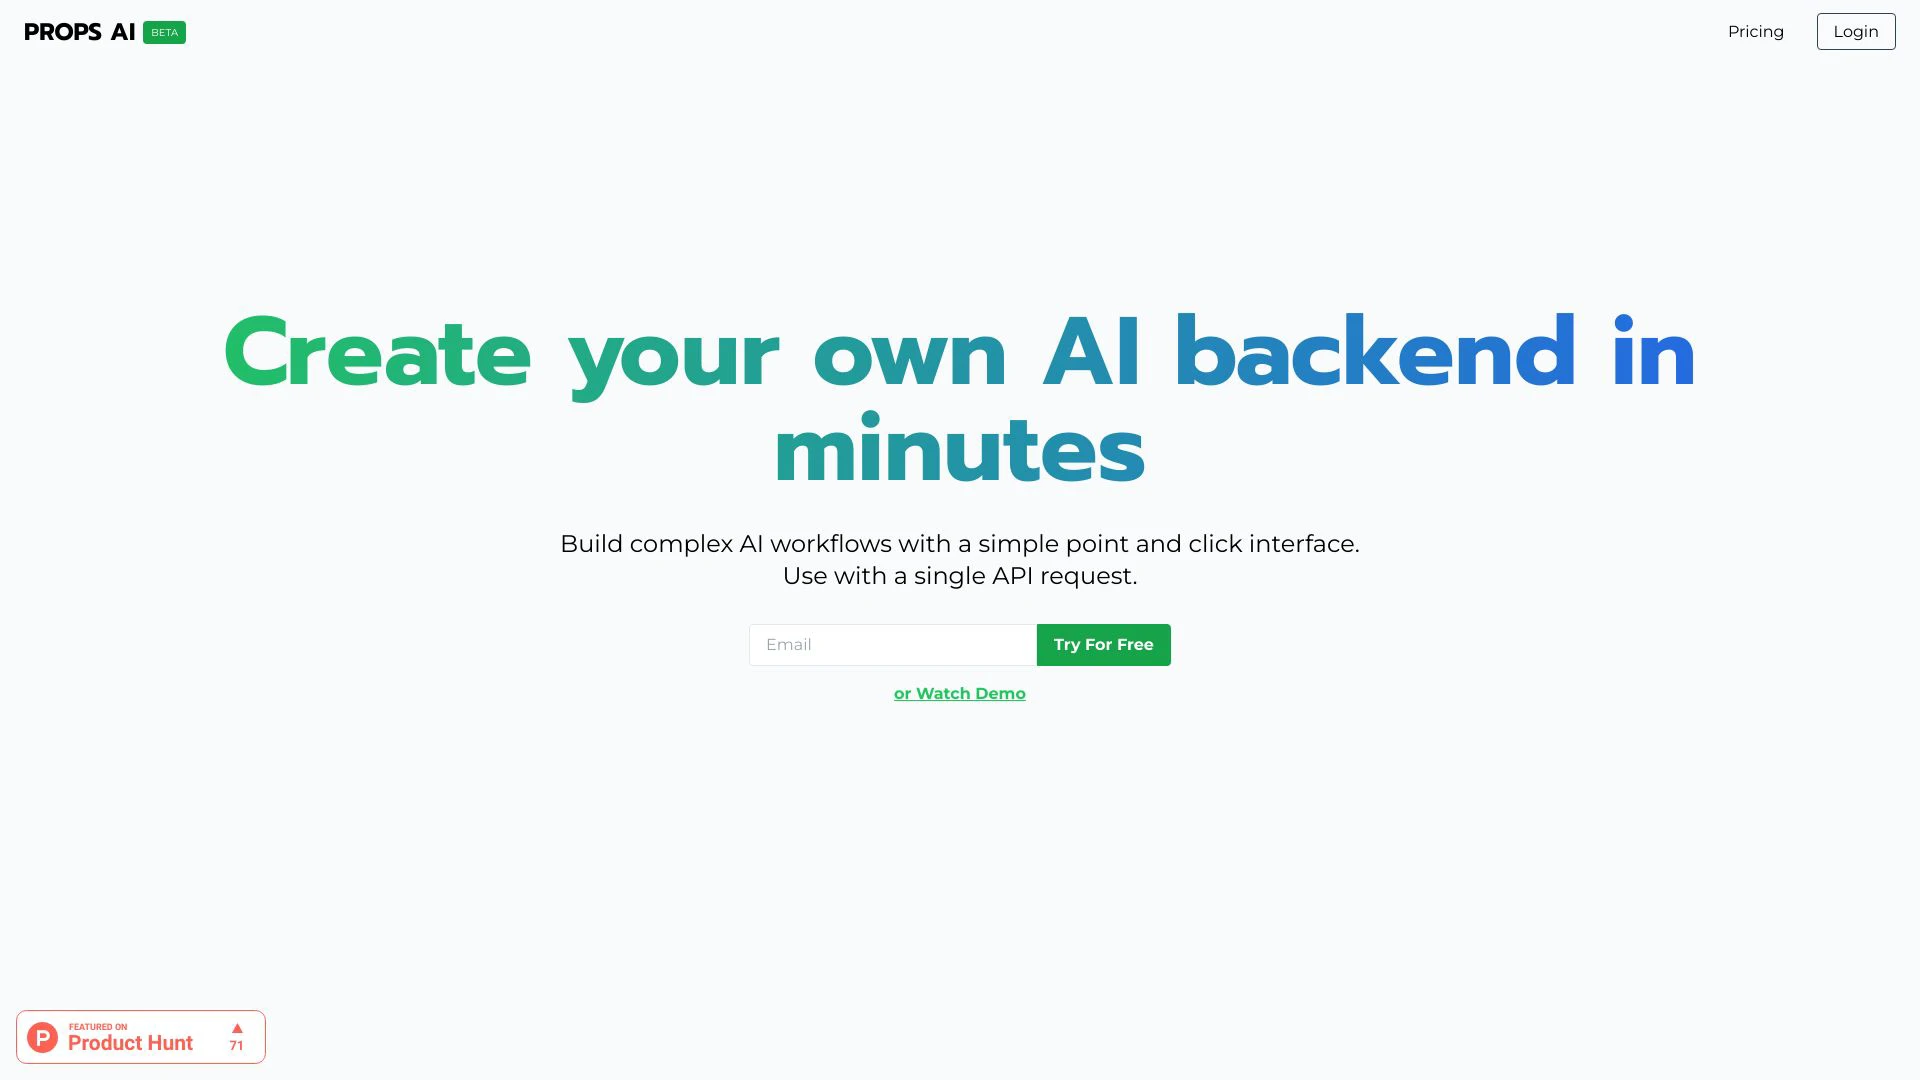 PROPS AI BETA
Pricing
Login
Create your own AI backend in
minutes
Build complex AI workflows with a simple point and click interface.
Use with a single API request.
Email
Try For Free
or Watch Demo
P
FEATURED ON
Product Hunt
71